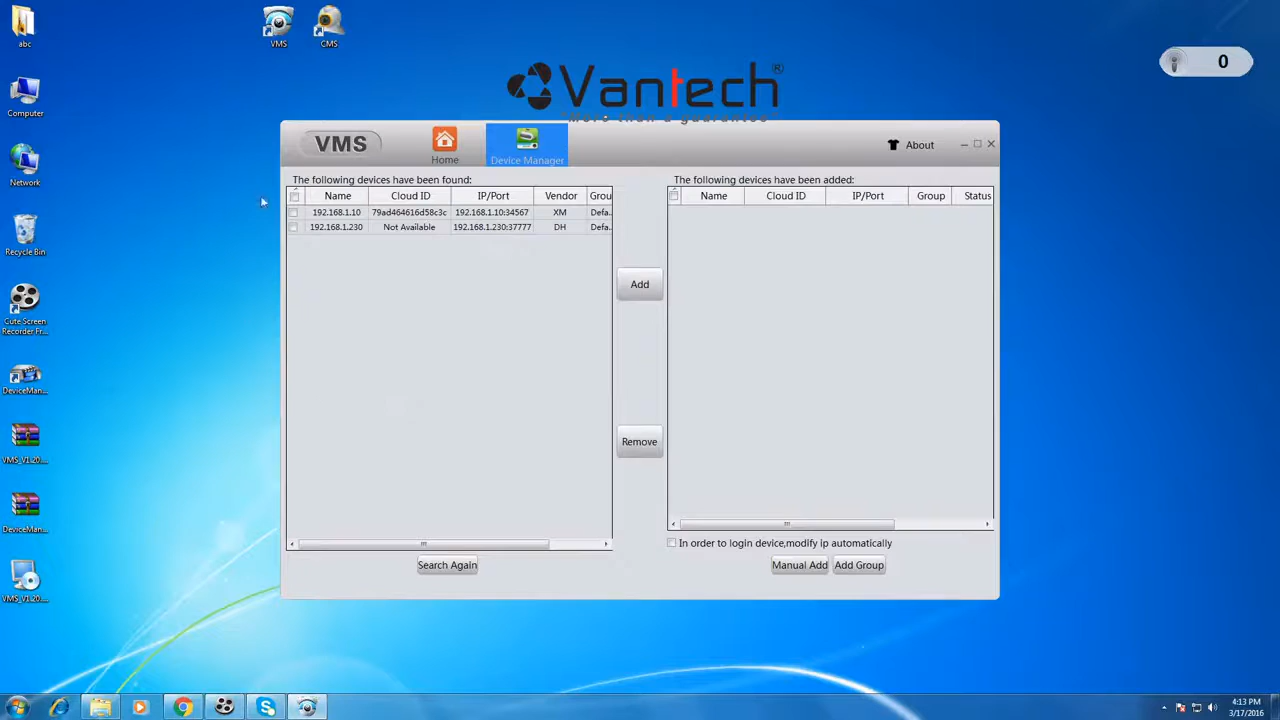 abc
VMS
CMS
0
Vantech®
"more than a guarantee"
Computer
Network
Recycle Bin
Cute Screen
Recorder Fr...
DeviceMan...
VMS_V1.20....
DeviceMan...
VMS_V1.20....
VMS
Home
Device Manager
About
The following devices have been found:
Name Cloud ID IP/Port Vendor Grou
192.168.1.10 79ad464616d58c3c 192.168.1.10:34567 XM Defa..
192.168.1.230 Not Available 192.168.1.230:37777 DH Defa..
Search Again
Add
Remove
The following devices have been added:
Name Cloud ID IP/Port Group Status
In order to login device,modify ip automatically
Manual Add
Add Group
4:13 PM
3/17/2016